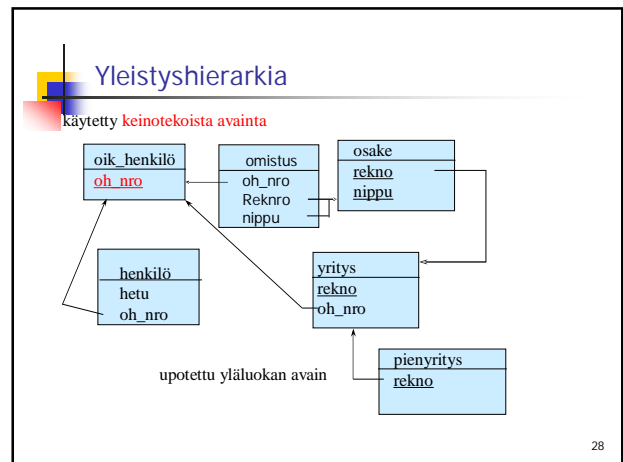 Yleistyshierarkia
käytetty keinotekoista avainta
oik_henkilö
oh_nro
omistus
oh_nro
Reknro
nippu
osake
rekno
nippu
henkilö
hetu
oh_nro
yritys
rekno
oh_nro
upotettu yläluokan avain
pienyritys
rekno
28